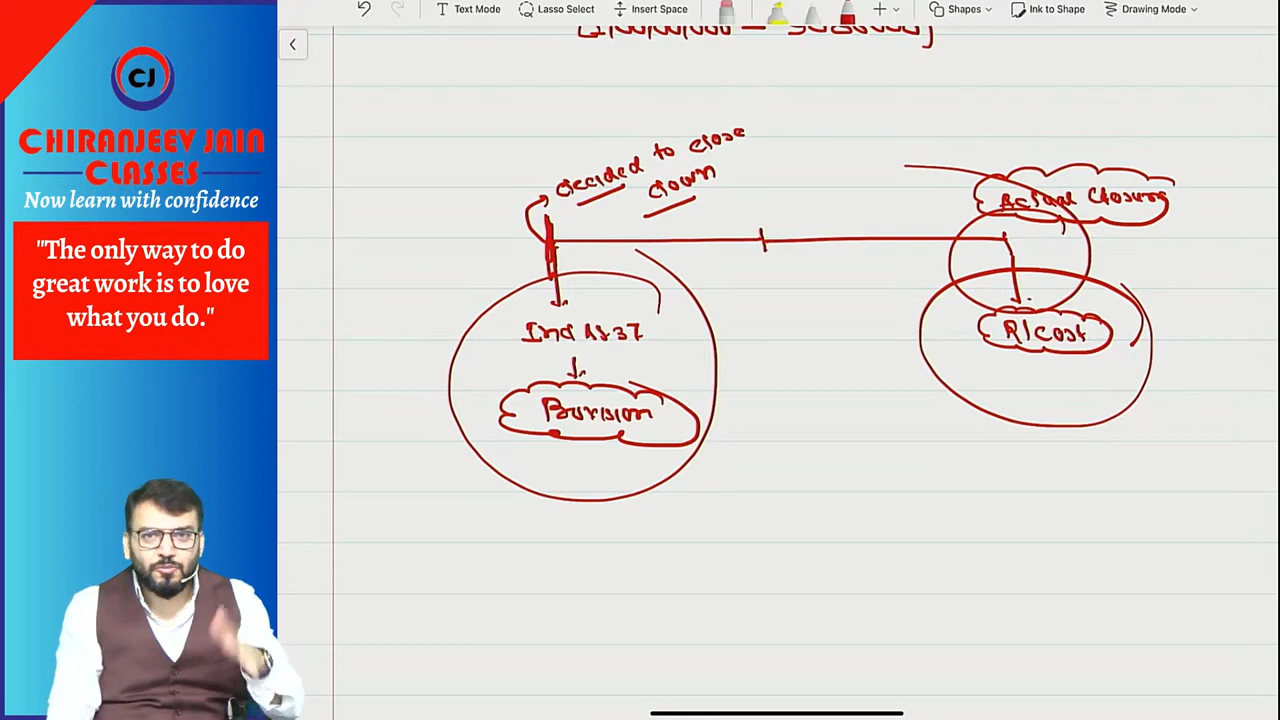 Text Mode
Lasso Select
Insert Space
Shapes
Ink to Shape
Drawing Mode
CJ
CHIRANJEEV JAIN
CLASSES
Now learn with confidence
"The only way to do
great work is to love
what you do."
decided to close
down
Actual Closure
Ind AS 37
R/Cost
Provision